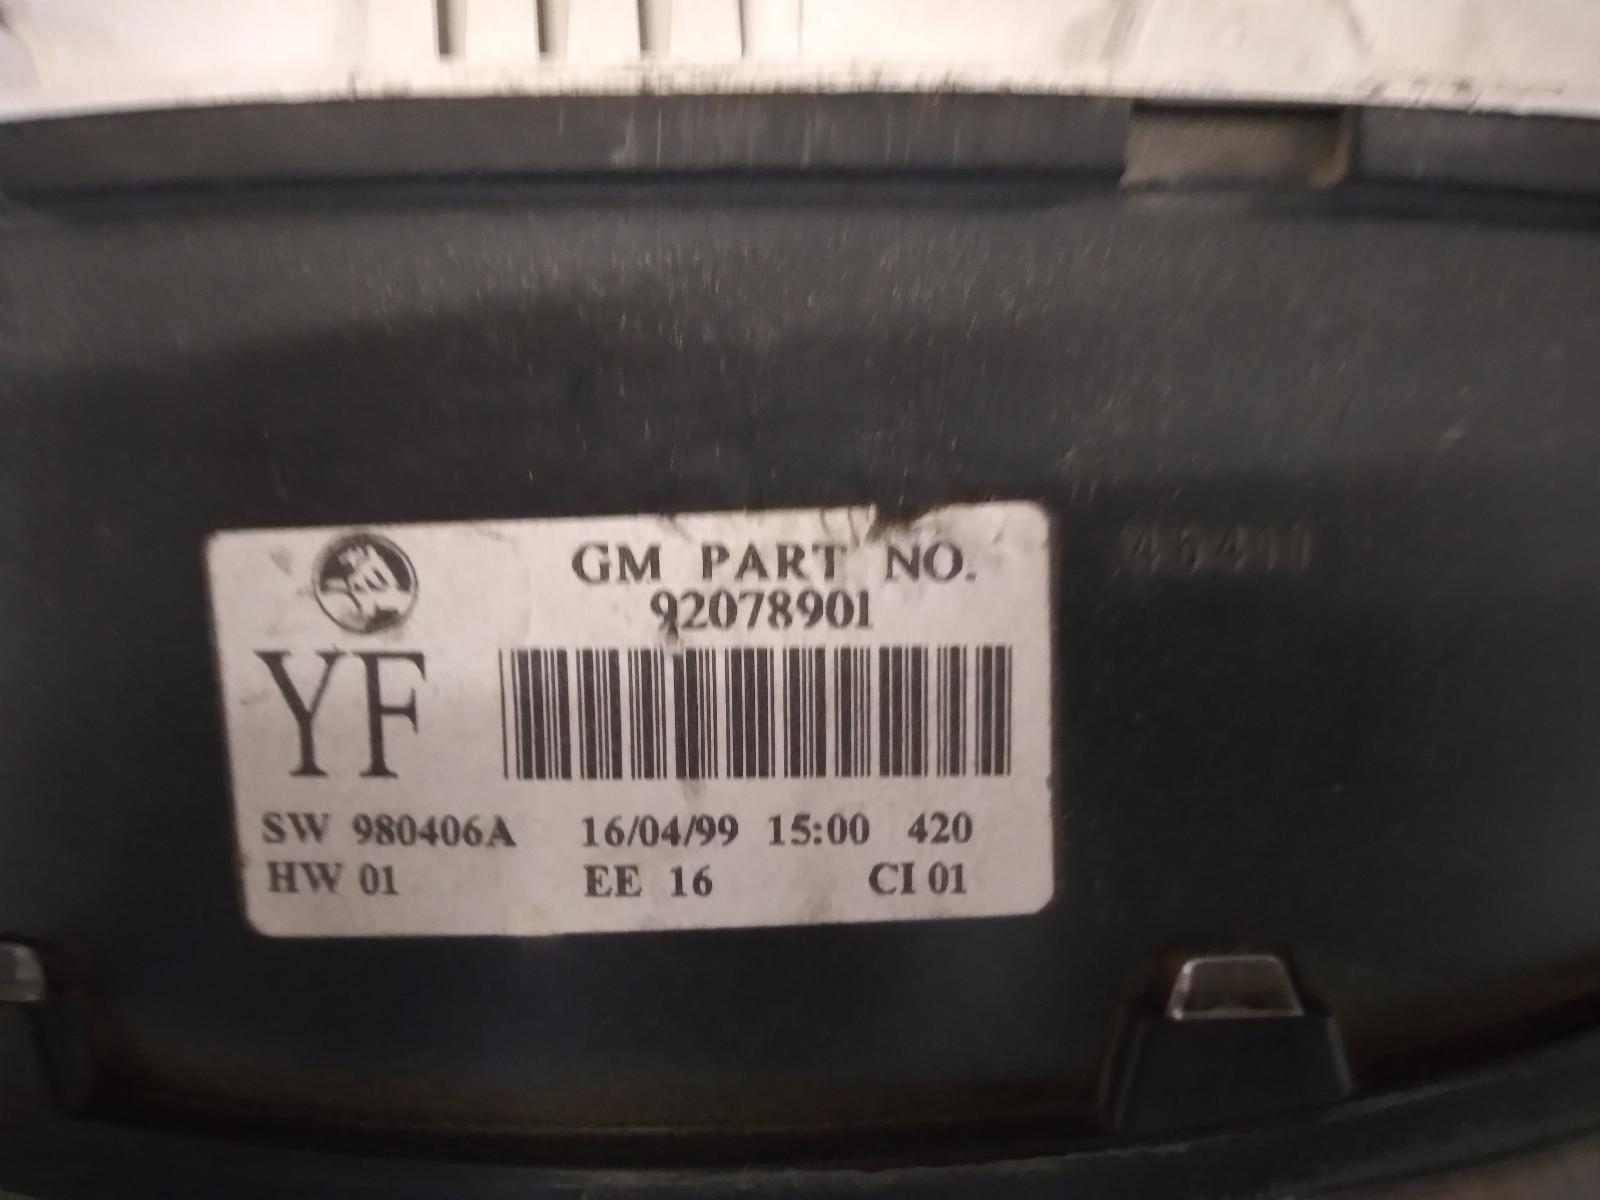 GM PART NO.
92078901
YF
SW 980406A 16/04/99 15:00 420
HW 01 EE 16 CI 01